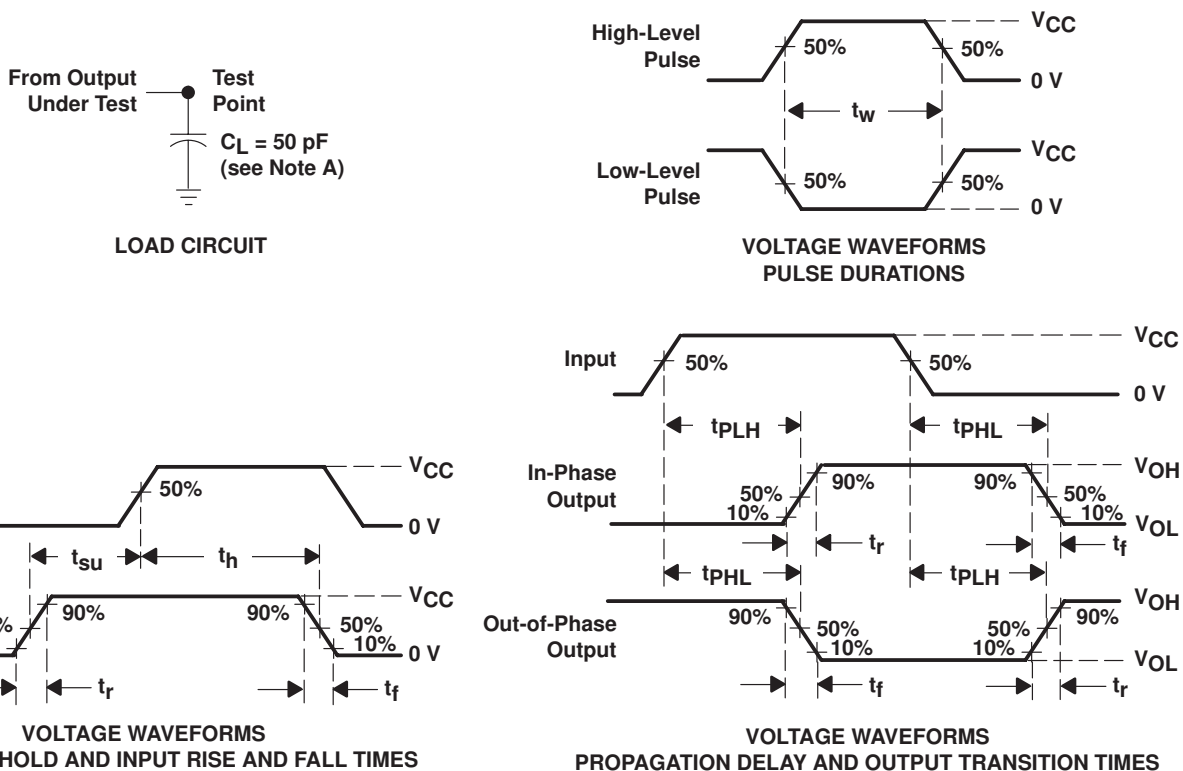 From Output
Under Test
Test
Point
CL = 50 pF
(see Note A)
LOAD CIRCUIT
High-Level
Pulse
50%
50%
VCC
0 V
tw
Low-Level
Pulse
50%
50%
VCC
0 V
VOLTAGE WAVEFORMS
PULSE DURATIONS
50%
VCC
0 V
tsu
th
90%
90%
50%
10%
VCC
0 V
tr
tf
VOLTAGE WAVEFORMS
HOLD AND INPUT RISE AND FALL TIMES
Input
50%
50%
VCC
0 V
tPLH
tPHL
In-Phase
Output
50%
10%
90%
90%
50%
10%
VOH
VOL
tr
tf
tPHL
tPLH
Out-of-Phase
Output
90%
50%
10%
50%
10%
90%
VOH
VOL
tf
tr
VOLTAGE WAVEFORMS
PROPAGATION DELAY AND OUTPUT TRANSITION TIMES